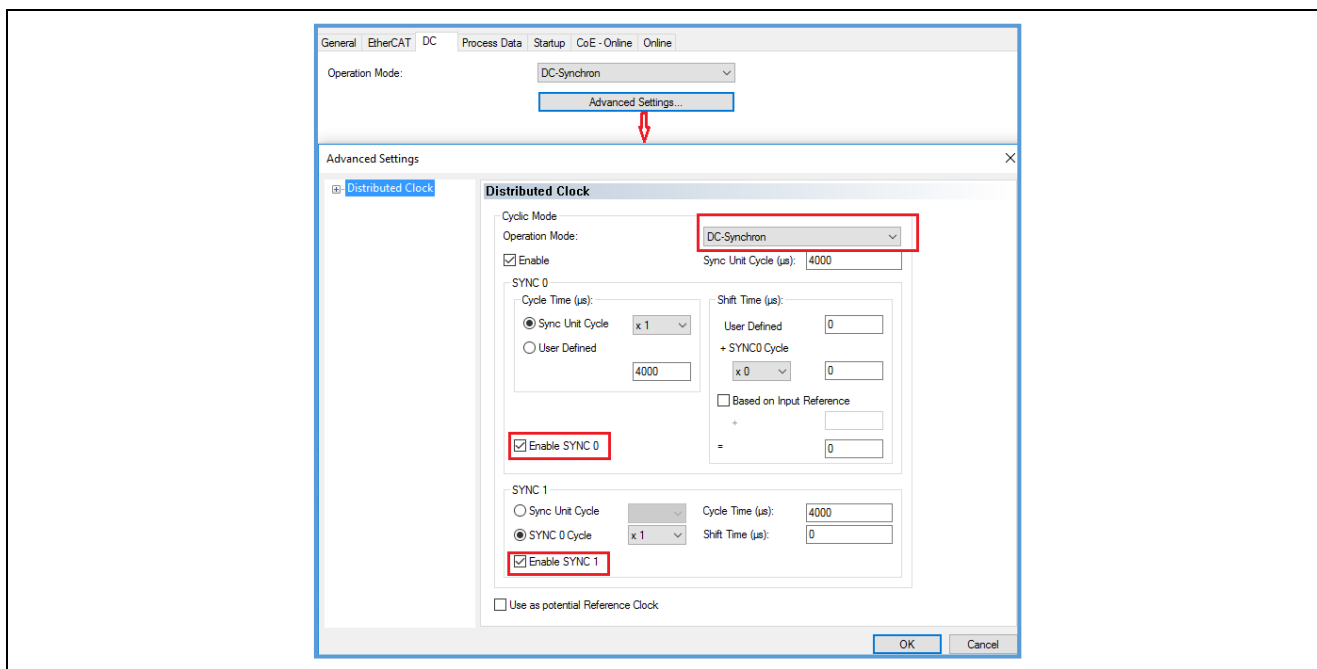 General EtherCAT DC Process Data Startup CoE - Online Online
Operation Mode: DC-Synchron
Advanced Settings...
Advanced Settings
Distributed Clock
Distributed Clock
Cyclic Mode
Operation Mode: DC-Synchron
Enable Sync Unit Cycle (µs): 4000
SYNC 0
Cycle Time (µs): Shift Time (µs):
Sync Unit Cycle x 1 User Defined 0
User Defined + SYNC0 Cycle
4000 x 0 0
Based on Input Reference
+
Enable SYNC 0 = 0
SYNC 1
Sync Unit Cycle Cycle Time (µs): 4000
SYNC 0 Cycle x 1 Shift Time (µs): 0
Enable SYNC 1
Use as potential Reference Clock
OK Cancel